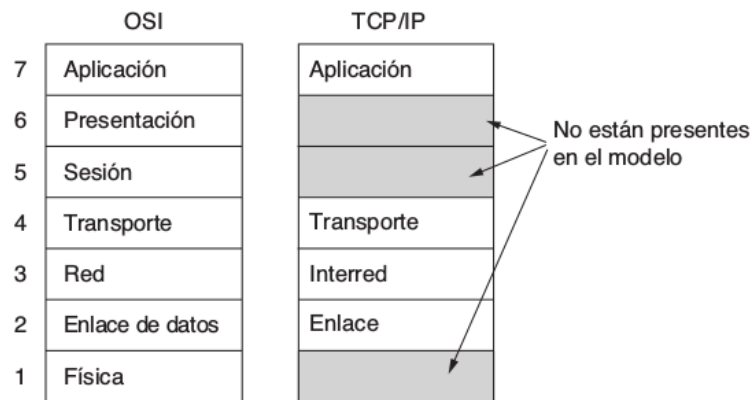 OSI TCP/IP
7 Aplicación Aplicación
6 Presentación
No están presentes
en el modelo
5 Sesión
4 Transporte Transporte
3 Red Interred
2 Enlace de datos Enlace
1 Física